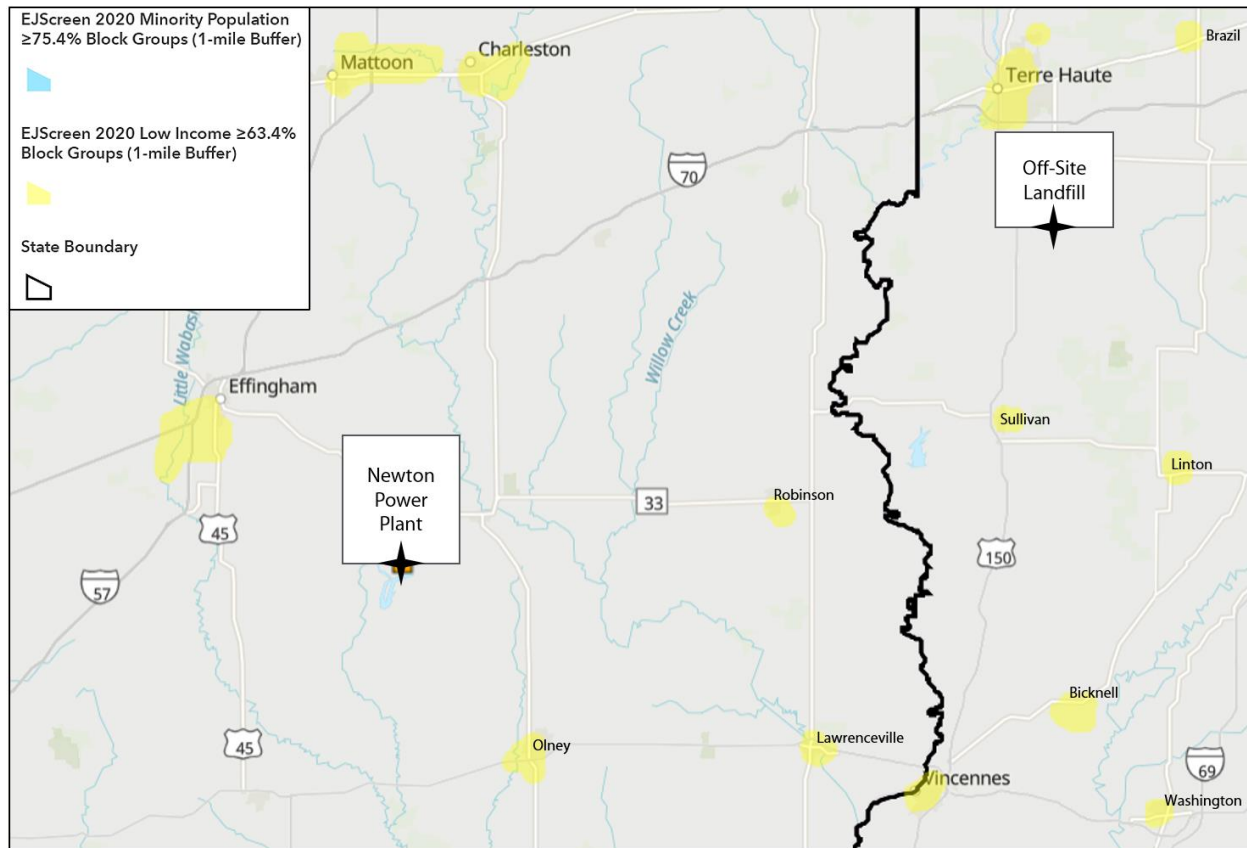 EJScreen 2020 Minority Population
≥75.4% Block Groups (1-mile Buffer)
EJScreen 2020 Low Income ≥63.4%
Block Groups (1-mile Buffer)
State Boundary
Mattoon
Charleston
Terre Haute
Brazil
70
Off-Site
Landfill
Little Wabas
Willow Creek
Effingham
Sullivan
Linton
Newton
Power
Plant
33
Robinson
45
150
57
Bicknell
45
Olney
Lawrenceville
69
Vincennes
Washington